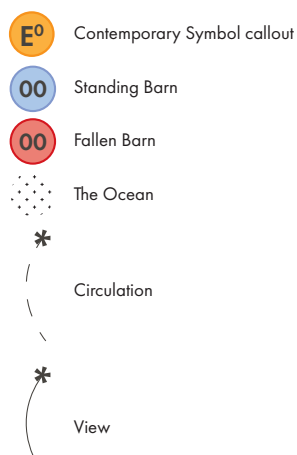 E⁰ Contemporary Symbol callout
00 Standing Barn
00 Fallen Barn
The Ocean
*
Circulation
*
View